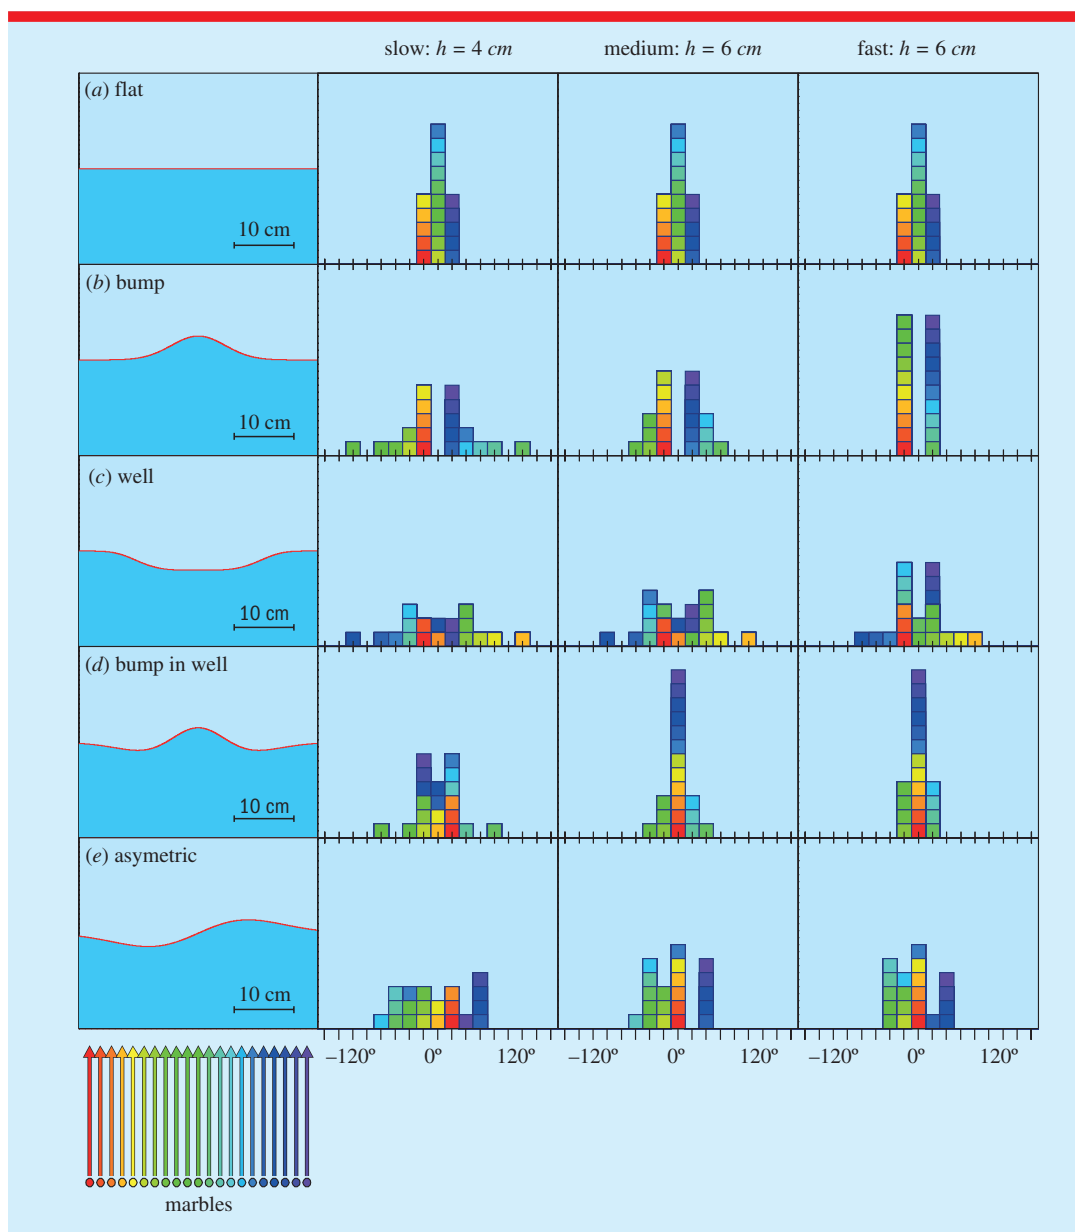 slow: h = 4 cm medium: h = 6 cm fast: h = 6 cm
(a) flat
10 cm
(b) bump
10 cm
(c) well
10 cm
(d) bump in well
10 cm
(e) asymetric
10 cm
–120º 0º 120º –120º 0º 120º –120º 0º 120º
marbles